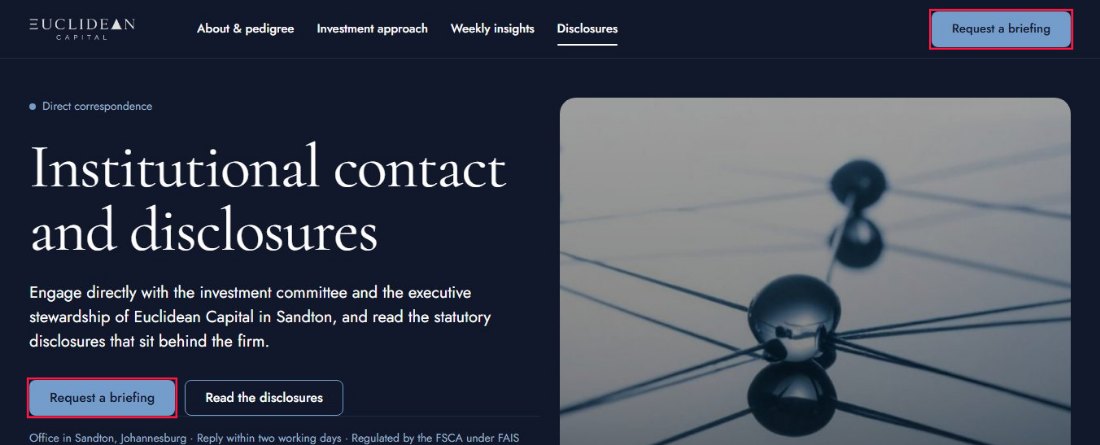 EUCLIDEAN
CAPITAL
About & pedigree
Investment approach
Weekly insights
Disclosures
Request a briefing
Direct correspondence
Institutional contact
and disclosures
Engage directly with the investment committee and the executive
stewardship of Euclidean Capital in Sandton, and read the statutory
disclosures that sit behind the firm.
Request a briefing
Read the disclosures
Office in Sandton, Johannesburg · Reply within two working days · Regulated by the FSCA under FAIS